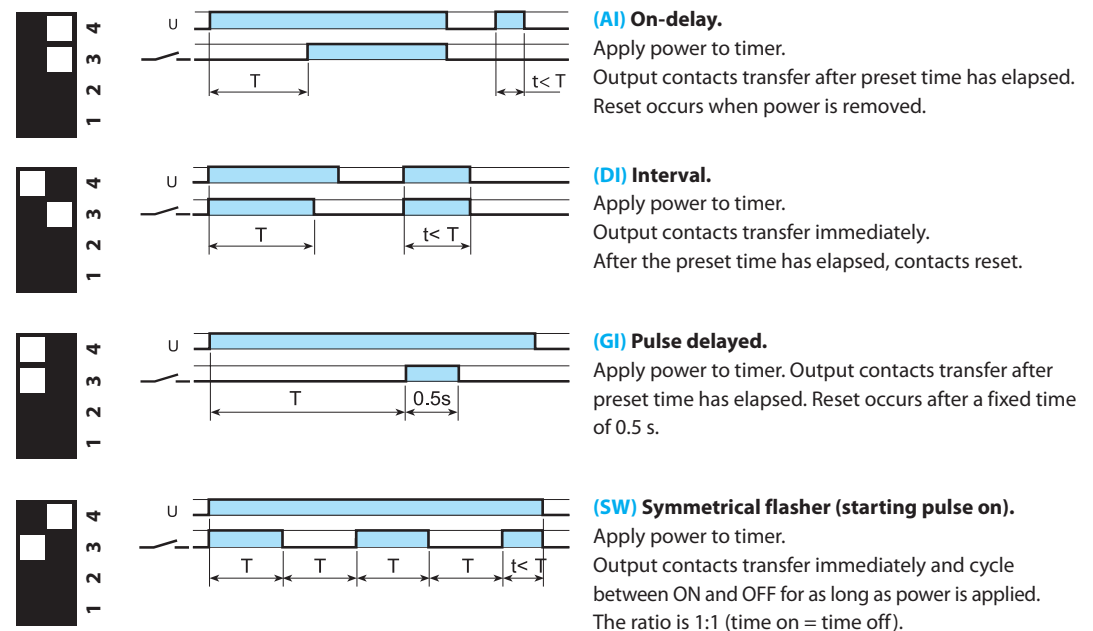 4
3
2
1
U
T
t< T
(AI) On-delay.
Apply power to timer.
Output contacts transfer after preset time has elapsed.
Reset occurs when power is removed.
4
3
2
1
U
T
t< T
(DI) Interval.
Apply power to timer.
Output contacts transfer immediately.
After the preset time has elapsed, contacts reset.
4
3
2
1
U
T
0.5s
(GI) Pulse delayed.
Apply power to timer. Output contacts transfer after
preset time has elapsed. Reset occurs after a fixed time
of 0.5 s.
4
3
2
1
U
T T T T t< T
(SW) Symmetrical flasher (starting pulse on).
Apply power to timer.
Output contacts transfer immediately and cycle
between ON and OFF for as long as power is applied.
The ratio is 1:1 (time on = time off).